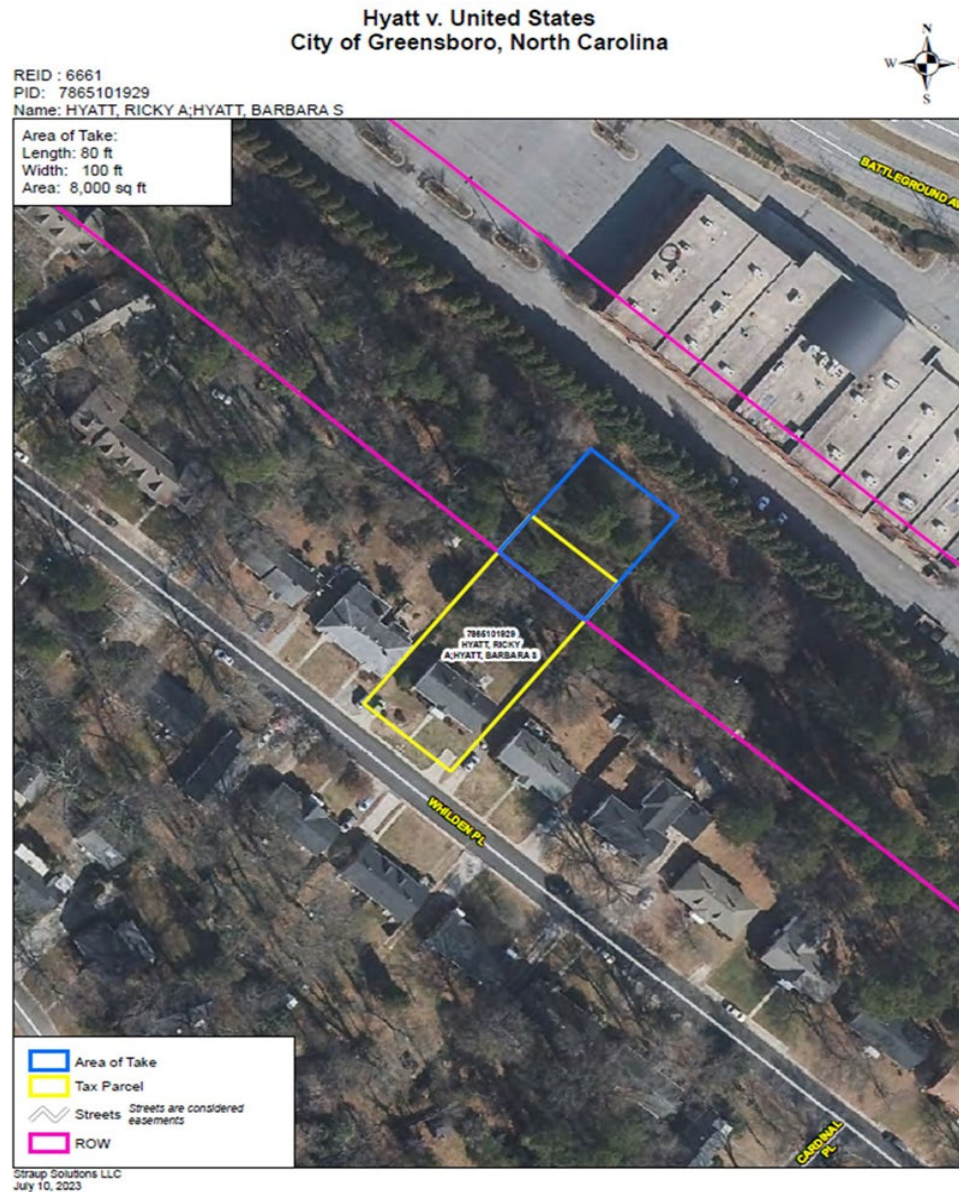 Hyatt v. United States
City of Greensboro, North Carolina
N
W
S
REID : 6661
PID: 7865101929
Name: HYATT, RICKY A;HYATT, BARBARA S
Area of Take:
Length: 80 ft
Width: 100 ft
Area: 8,000 sq ft
BATTLEGROUND AV
7865101929
HYATT, RICKY
A;HYATT, BARBARA S
WHILDEN PL
CARDINAL
PL
Area of Take
Tax Parcel
Streets Streets are considered
easements
ROW
Straup Solutions LLC
July 10, 2023